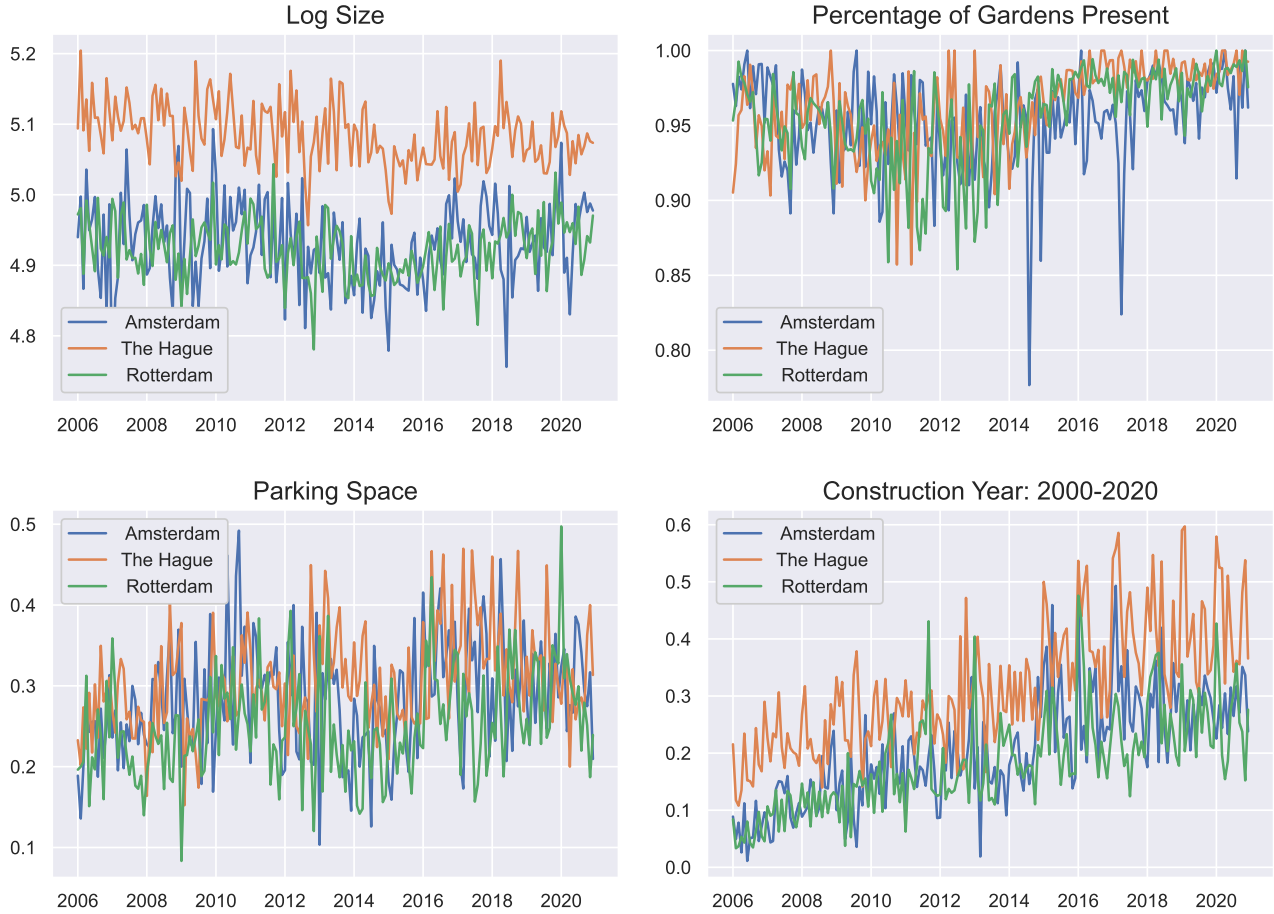 Log Size
5.2
5.1
5.0
4.9
4.8
Amsterdam
The Hague
Rotterdam
2006 2008 2010 2012 2014 2016 2018 2020
Percentage of Gardens Present
1.00
0.95
0.90
0.85
0.80
Amsterdam
The Hague
Rotterdam
2006 2008 2010 2012 2014 2016 2018 2020
Parking Space
0.5
0.4
0.3
0.2
0.1
Amsterdam
The Hague
Rotterdam
2006 2008 2010 2012 2014 2016 2018 2020
Construction Year: 2000-2020
0.6
0.5
0.4
0.3
0.2
0.1
0.0
Amsterdam
The Hague
Rotterdam
2006 2008 2010 2012 2014 2016 2018 2020